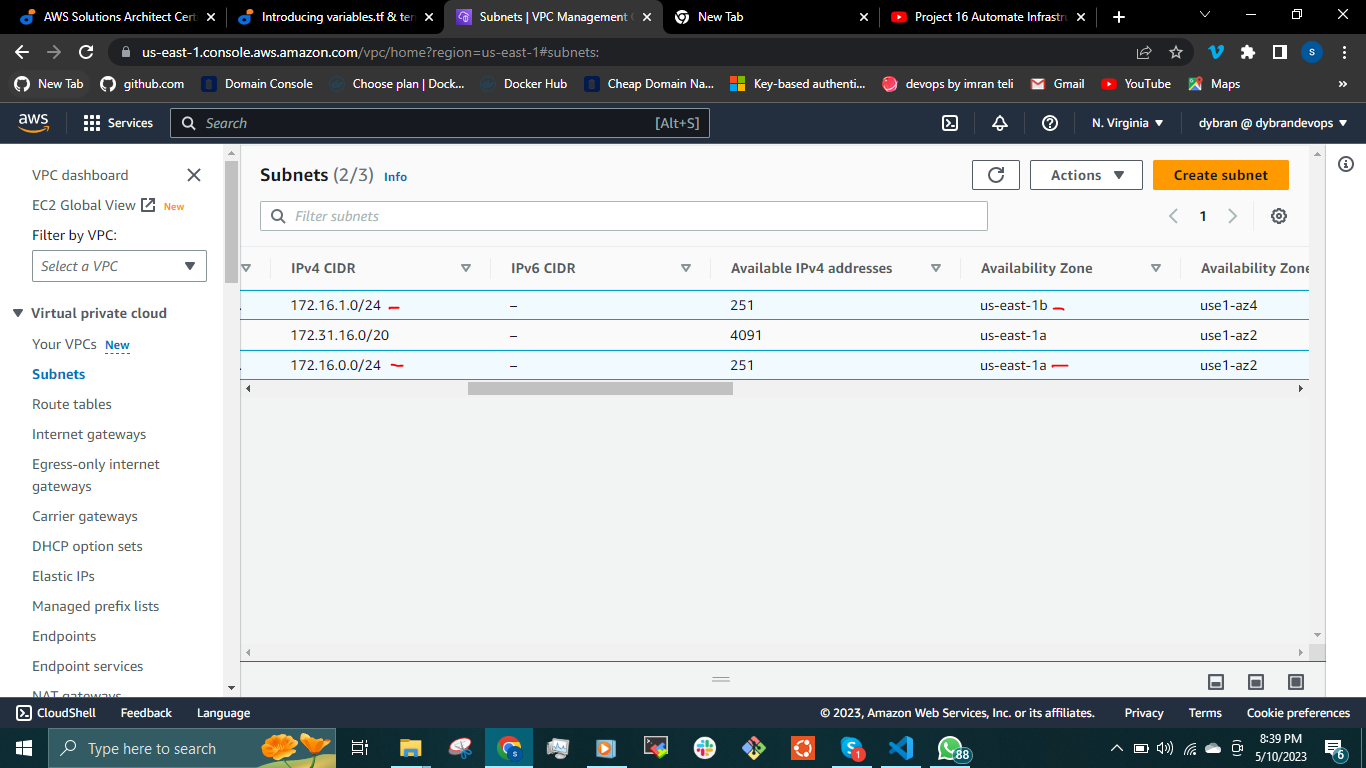 AWS Solutions Architect Cert
Introducing variables.tf & ter
Subnets | VPC Management C
New Tab
Project 16 Automate Infrastru
us-east-1.console.aws.amazon.com/vpc/home?region=us-east-1#subnets:
S
New Tab
github.com
Domain Console
Choose plan | Dock...
Docker Hub
Cheap Domain Na...
Key-based authenti...
devops by imran teli
Gmail
YouTube
Maps
»
aws
Services
Search
[Alt+S]
N. Virginia
dybran @ dybrandevops
VPC dashboard
EC2 Global View New
Filter by VPC:
Select a VPC
Virtual private cloud
Your VPCs New
Subnets
Route tables
Internet gateways
Egress-only internet
gateways
Carrier gateways
DHCP option sets
Elastic IPs
Managed prefix lists
Endpoints
Endpoint services
NAT gateways
Subnets (2/3) Info
Actions
Create subnet
Filter subnets
1
IPv4 CIDR IPv6 CIDR Available IPv4 addresses Availability Zone Availability Zone
172.16.1.0/24 – 251 us-east-1b use1-az4
172.31.16.0/20 – 4091 us-east-1a use1-az2
172.16.0.0/24 – 251 us-east-1a use1-az2
CloudShell
Feedback
Language
© 2023, Amazon Web Services, Inc. or its affiliates.
Privacy
Terms
Cookie preferences
Type here to search
1
88
8:39 PM
5/10/2023
6